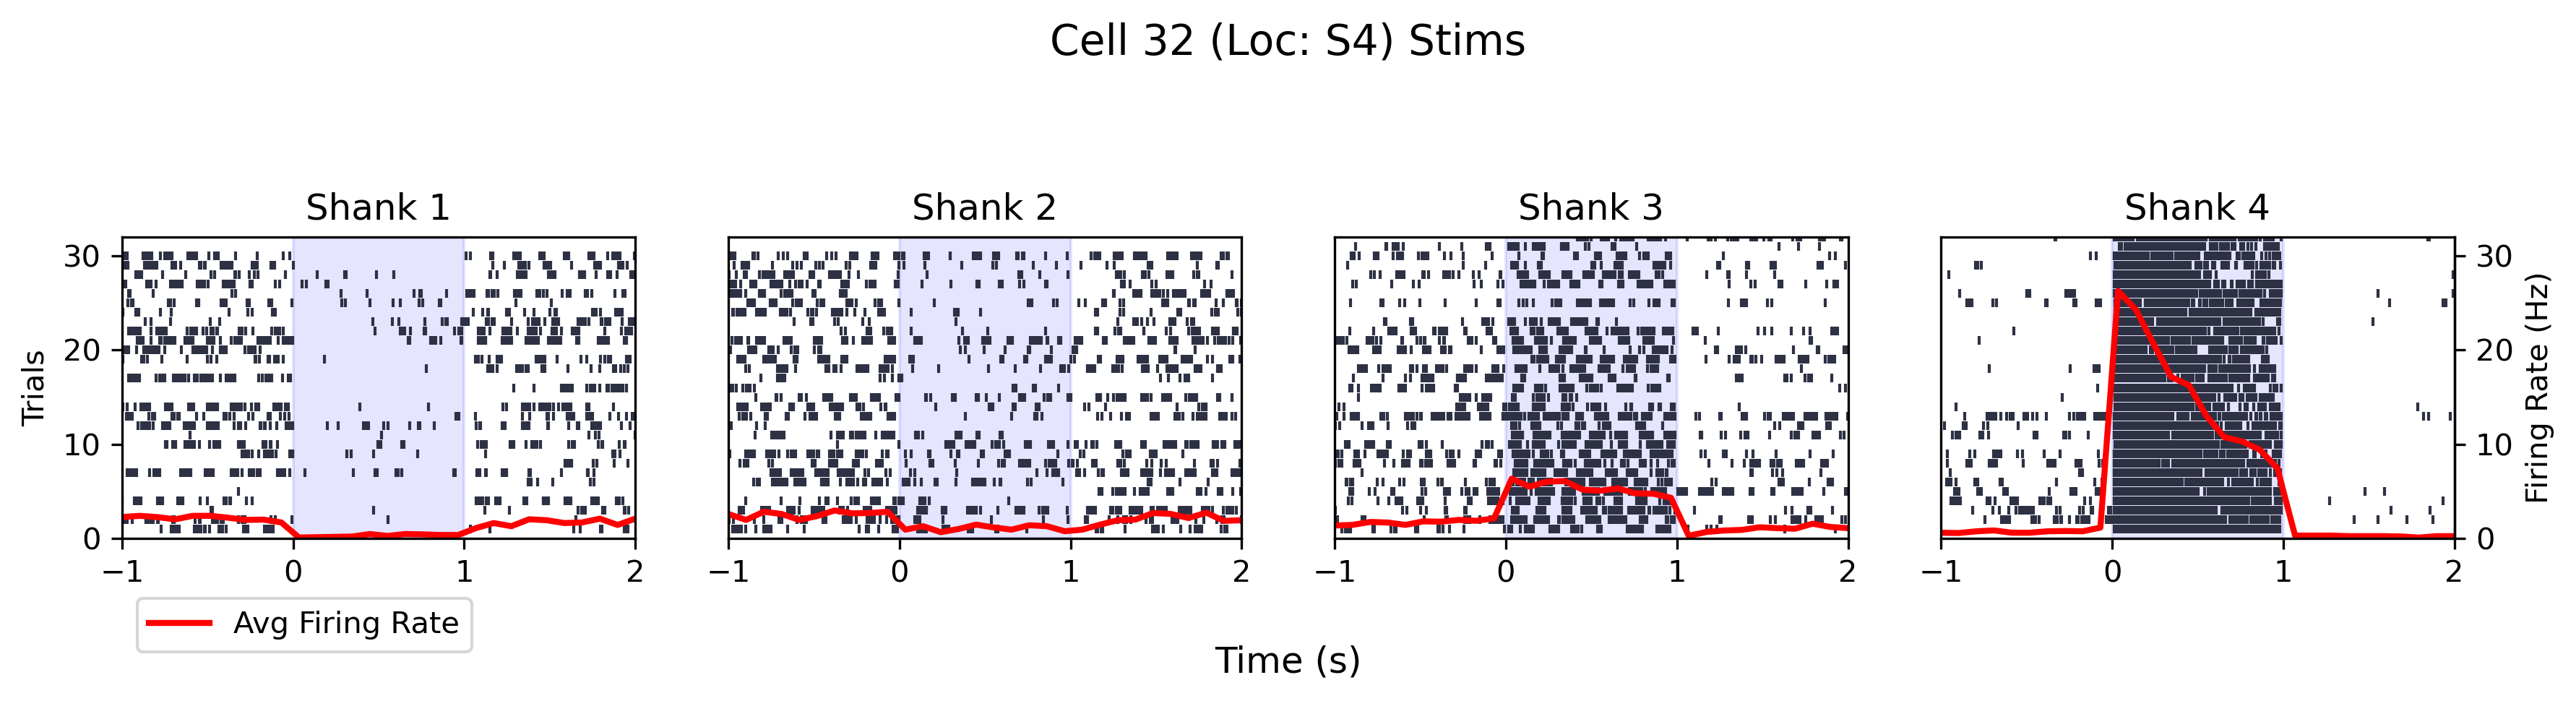 Cell 32 (Loc: S4) Stims
Shank 1
Shank 2
Shank 3
Shank 4
Trials
30
20
10
0
−1 0 1 2
−1 0 1 2
−1 0 1 2
−1 0 1 2
30
20
10
0
Firing Rate (Hz)
Avg Firing Rate
Time (s)